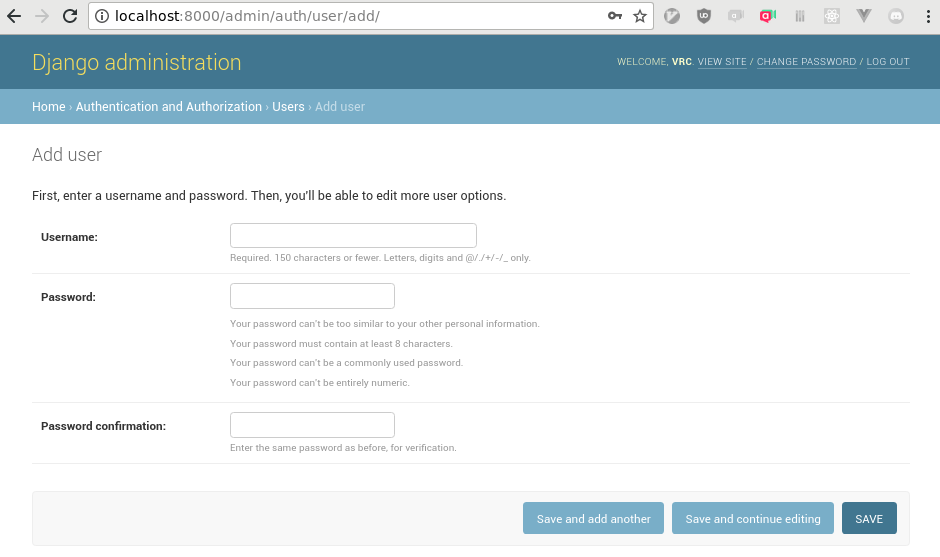 localhost:8000/admin/auth/user/add/
Django administration
WELCOME, VRC. VIEW SITE / CHANGE PASSWORD / LOG OUT
Home › Authentication and Authorization › Users › Add user
Add user
First, enter a username and password. Then, you'll be able to edit more user options.
Username:
Required. 150 characters or fewer. Letters, digits and @/./+/-/_ only.
Password:
Your password can't be too similar to your other personal information.
Your password must contain at least 8 characters.
Your password can't be a commonly used password.
Your password can't be entirely numeric.
Password confirmation:
Enter the same password as before, for verification.
Save and add another Save and continue editing SAVE